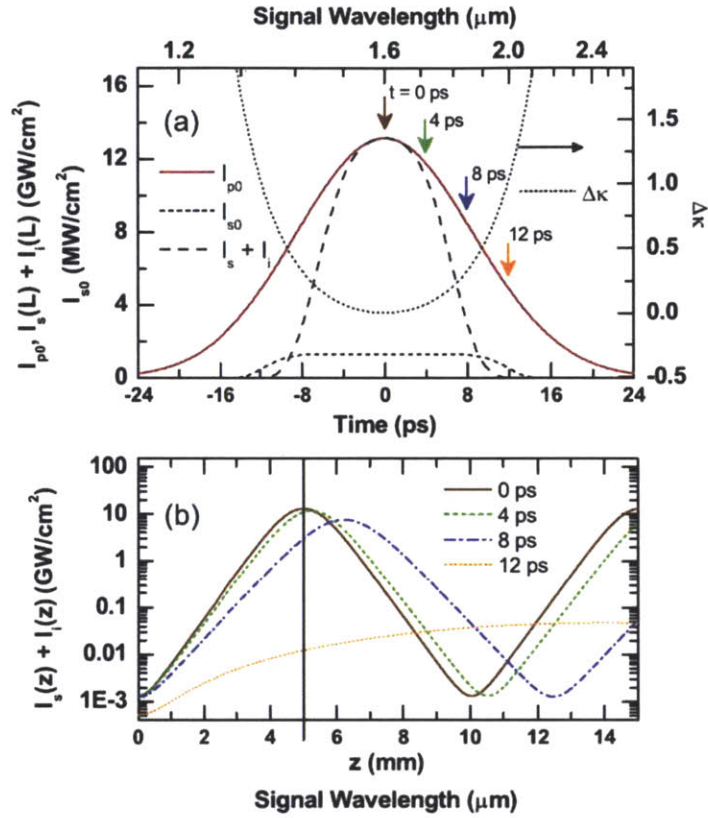 Signal Wavelength (μm)
1.2 1.6 2.0 2.4
16
12
8
4
0
(a)
t = 0 ps
4 ps
8 ps
12 ps
I_p0
I_s0
I_s + I_i
Δκ
1.5
1.0
0.5
0.0
-0.5
Δκ
I_p0, I_s(L) + I_i(L) (GW/cm²)
I_s0 (MW/cm²)
-24 -16 -8 0 8 16 24
Time (ps)
100
10
1
0.1
0.01
1E-3
(b)
0 ps
4 ps
8 ps
12 ps
I_s(z) + I_i(z) (GW/cm²)
0 2 4 6 8 10 12 14
z (mm)
Signal Wavelength (μm)